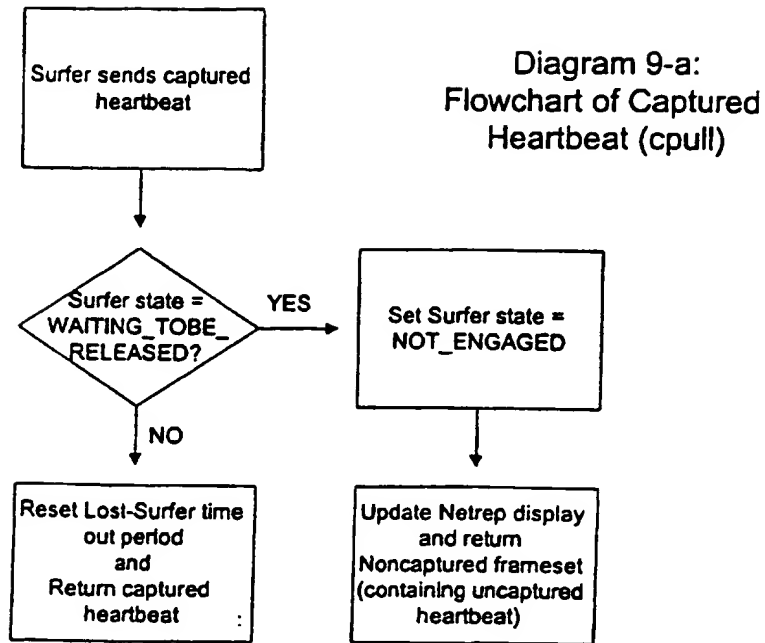 Diagram 9-a:
Flowchart of Captured
Heartbeat (cpull)
Surfer sends captured
heartbeat
Surfer state =
WAITING_TOBE_
RELEASED?
YES
NO
Set Surfer state =
NOT_ENGAGED
Reset Lost-Surfer time
out period
and
Return captured
heartbeat :
Update Netrep display
and return
Noncaptured frameset
(containing uncaptured
heartbeat)